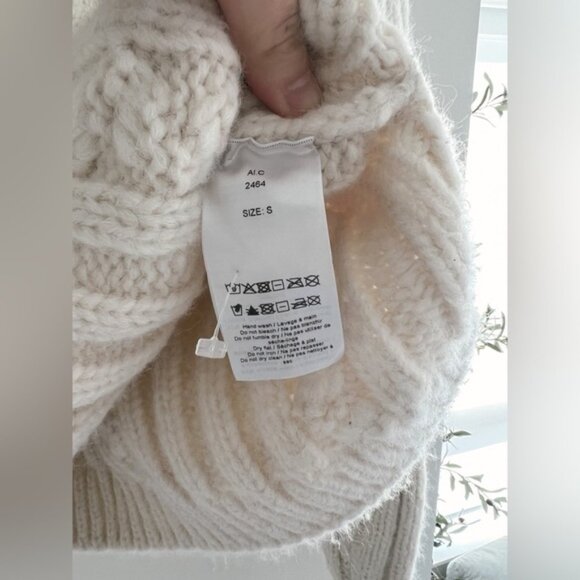 ALC
2464
SIZE: S
Hand wash / Lavage à main
Do not bleach / Ne pas blanchir
Do not tumble dry / Ne pas utiliser de
sèche-linge
Dry flat / Séchage à plat
Do not iron / Ne pas repasser
Do not dry clean / Ne pas nettoyer à
sec